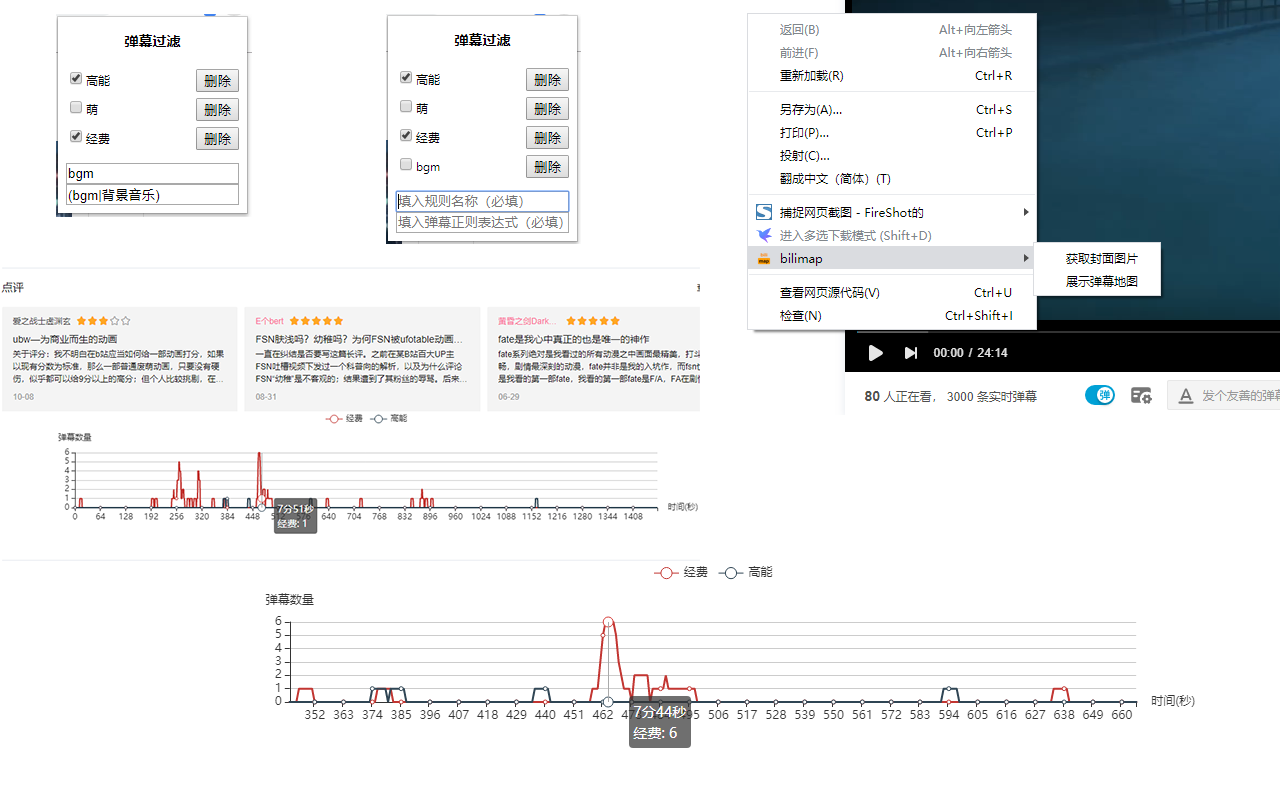 弹幕过滤
高能 删除
萌 删除
经费 删除
bgm
(bgm|背景音乐)
弹幕过滤
高能 删除
萌 删除
经费 删除
bgm 删除
填入规则名称（必填）
填入弹幕正则表达式（必填）
返回(B) Alt+向左箭头
前进(F) Alt+向右箭头
重新加载(R) Ctrl+R
另存为(A)... Ctrl+S
打印(P)... Ctrl+P
投射(C)...
翻成中文（简体）(T)
捕捉网页截图 - FireShot的
进入多选下载模式 (Shift+D)
bilimap
获取封面图片
展示弹幕地图
查看网页源代码(V) Ctrl+U
检查(N) Ctrl+Shift+I
00:00 / 24:14
80 人正在看， 3000 条实时弹幕
弹
发个友善的弹幕
点评
爱之战士虚渊玄
ubw—为商业而生的动画
关于评分：我不明白在b站应当如何给一部动画打分，如果
以现有分数为标准，那么一部普通废萌动画，只要没有硬
伤，似乎都可以给9分以上的高分；但个人比较挑剔，在...
10-08
E个bert
FSN肤浅吗？幼稚吗？为何FSN被ufotable动画...
一直在纠结是否要写这篇长评。之前在某B站百大UP主
FSN吐槽视频下发过一个科普向的解析，以及为什么评论
FSN“幼稚”是不客观的；结果遭到了其粉丝的辱骂。后来...
08-31
黄昏之剑Dark...
fate是我心中真正的也是唯一的神作
fate系列绝对是我看过的所有动漫之中画面最精美，打斗
畅，剧情最深刻的动漫，fate并非是我的入坑作，而fsn也
是我看的第一部fate，我看的第一部fate是F/A，FA在剧情
06-29
经费 高能
弹幕数量
6
5
4
3
2
1
0
0 64 128 192 256 320 384 448 512 576 640 704 768 832 896 960 1024 1088 1152 1216 1280 1344 1408
时间(秒)
7分51秒
经费: 1
经费 高能
弹幕数量
6
5
4
3
2
1
0
352 363 374 385 396 407 418 429 440 451 462 506 517 528 539 550 561 572 583 594 605 616 627 638 649 660
时间(秒)
7分44秒
经费: 6